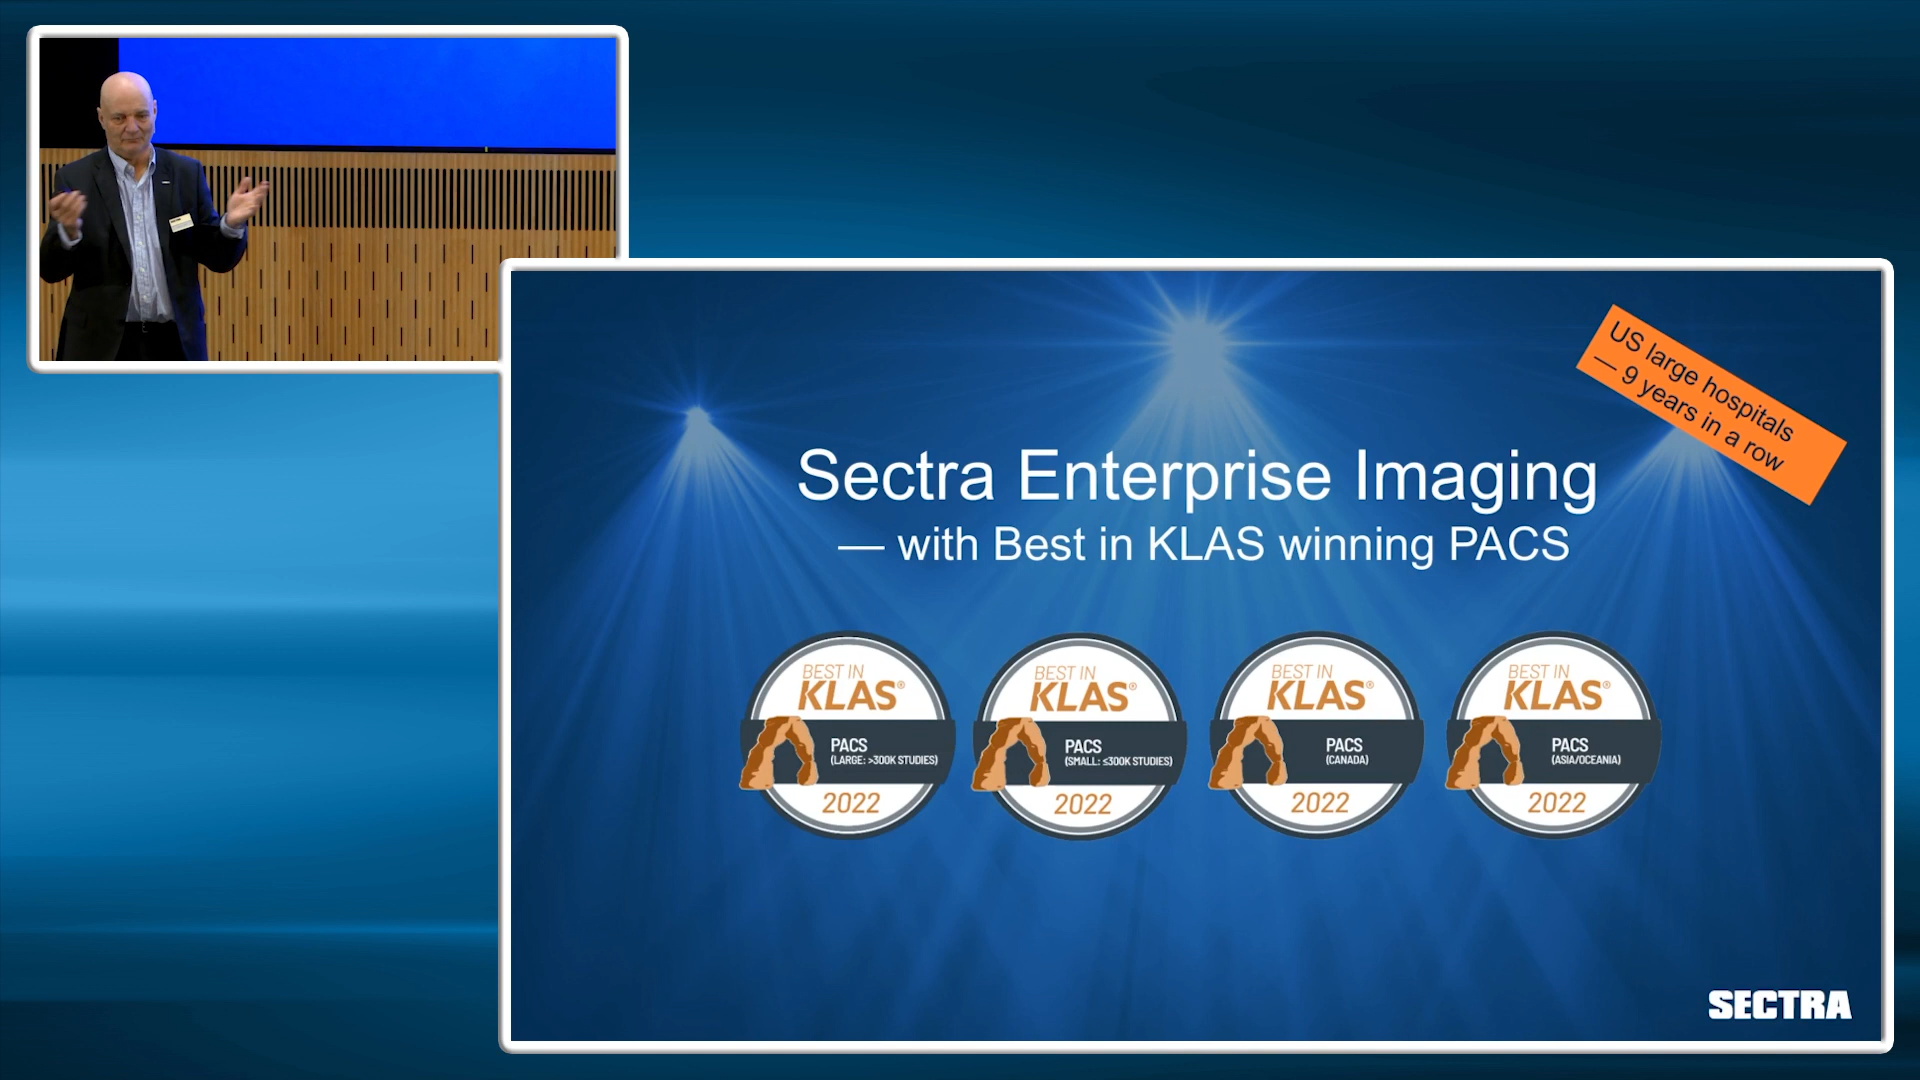 US large hospitals
— 9 years in a row
Sectra Enterprise Imaging
— with Best in KLAS winning PACS
BEST IN
KLAS®
PACS
(LARGE: >300K STUDIES)
2022
BEST IN
KLAS®
PACS
(SMALL: ≤300K STUDIES)
2022
BEST IN
KLAS®
PACS
(CANADA)
2022
BEST IN
KLAS®
PACS
(ASIA/OCEANIA)
2022
SECTRA